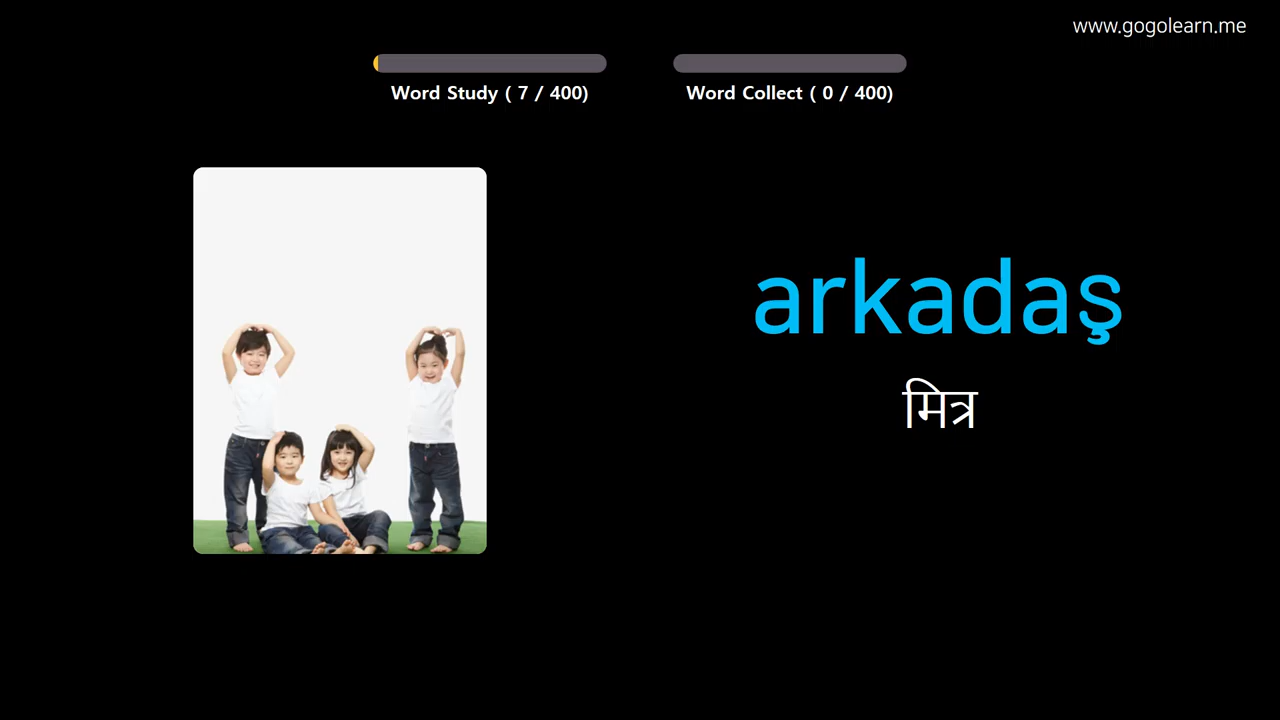 www.gogolearn.me
Word Study ( 7 / 400)
Word Collect ( 0 / 400)
arkadaş
मित्र